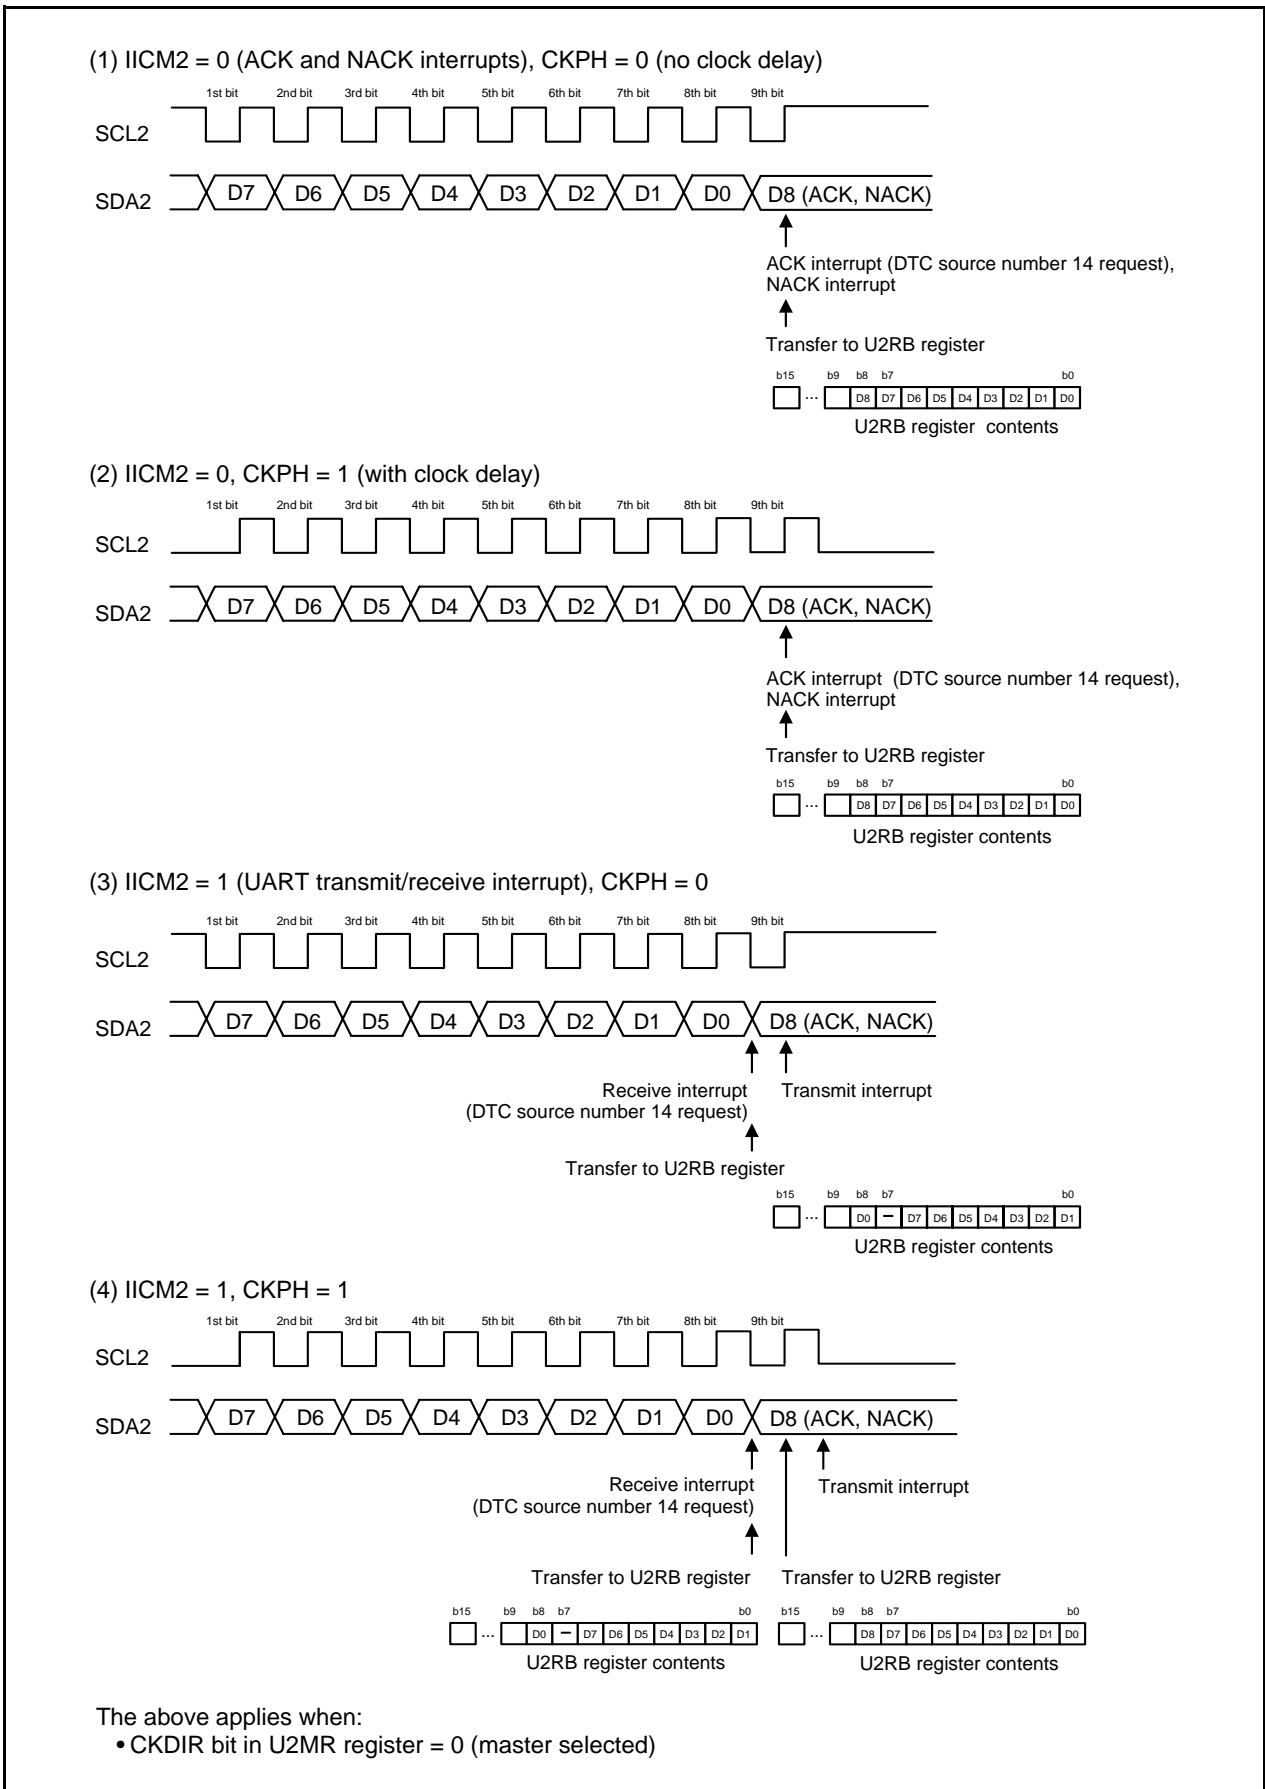 (1) IICM2 = 0 (ACK and NACK interrupts), CKPH = 0 (no clock delay)
1st bit 2nd bit 3rd bit 4th bit 5th bit 6th bit 7th bit 8th bit 9th bit
SCL2
SDA2 D7 D6 D5 D4 D3 D2 D1 D0 D8 (ACK, NACK)
ACK interrupt (DTC source number 14 request),
NACK interrupt
Transfer to U2RB register
b15 b9 b8 b7 b0
... D8 D7 D6 D5 D4 D3 D2 D1 D0
U2RB register contents
(2) IICM2 = 0, CKPH = 1 (with clock delay)
1st bit 2nd bit 3rd bit 4th bit 5th bit 6th bit 7th bit 8th bit 9th bit
SCL2
SDA2 D7 D6 D5 D4 D3 D2 D1 D0 D8 (ACK, NACK)
ACK interrupt (DTC source number 14 request),
NACK interrupt
Transfer to U2RB register
b15 b9 b8 b7 b0
... D8 D7 D6 D5 D4 D3 D2 D1 D0
U2RB register contents
(3) IICM2 = 1 (UART transmit/receive interrupt), CKPH = 0
1st bit 2nd bit 3rd bit 4th bit 5th bit 6th bit 7th bit 8th bit 9th bit
SCL2
SDA2 D7 D6 D5 D4 D3 D2 D1 D0 D8 (ACK, NACK)
Receive interrupt Transmit interrupt
(DTC source number 14 request)
Transfer to U2RB register
b15 b9 b8 b7 b0
... D0 – D7 D6 D5 D4 D3 D2 D1
U2RB register contents
(4) IICM2 = 1, CKPH = 1
1st bit 2nd bit 3rd bit 4th bit 5th bit 6th bit 7th bit 8th bit 9th bit
SCL2
SDA2 D7 D6 D5 D4 D3 D2 D1 D0 D8 (ACK, NACK)
Receive interrupt Transmit interrupt
(DTC source number 14 request)
Transfer to U2RB register Transfer to U2RB register
b15 b9 b8 b7 b0 b15 b9 b8 b7 b0
... D0 – D7 D6 D5 D4 D3 D2 D1 ... D8 D7 D6 D5 D4 D3 D2 D1 D0
U2RB register contents U2RB register contents
The above applies when:
• CKDIR bit in U2MR register = 0 (master selected)